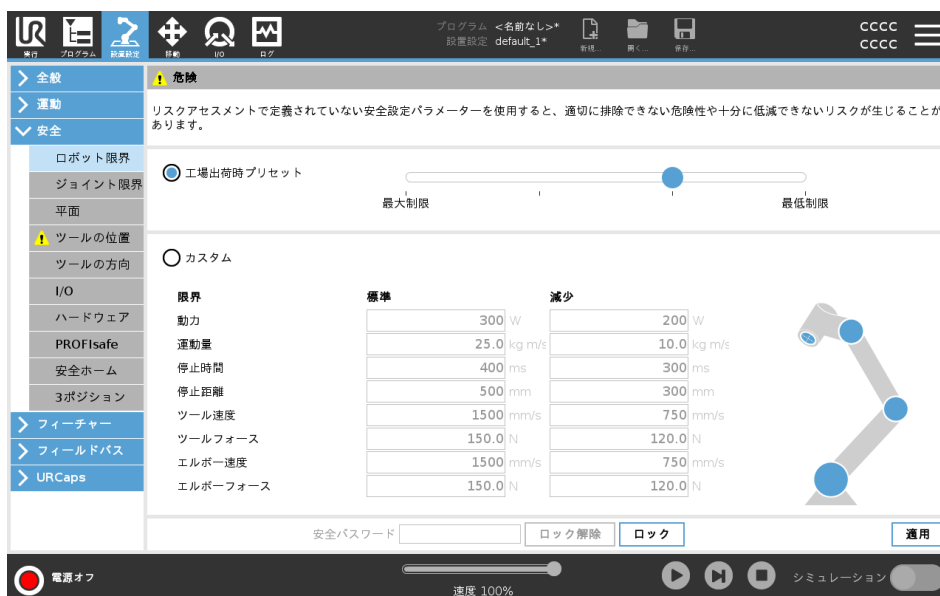 プログラム <名前なし>*
設置設定 default_1*
実行
プログラム
設置設定
移動
I/O
ログ
新規...
開く...
保存...
cccc
cccc
全般
運動
安全
ロボット限界
ジョイント限界
平面
ツールの位置
ツールの方向
I/O
ハードウェア
PROFIsafe
安全ホーム
3ポジション
フィーチャー
フィールドバス
URCaps
危険
リスクアセスメントで定義されていない安全設定パラメーターを使用すると、適切に排除できない危険性や十分に低減できないリスクが生じることが
あります。
工場出荷時プリセット
最大制限 最低制限
カスタム
限界 標準 減少
動力 300 W 200 W
運動量 25.0 kg m/s 10.0 kg m/s
停止時間 400 ms 300 ms
停止距離 500 mm 300 mm
ツール速度 1500 mm/s 750 mm/s
ツールフォース 150.0 N 120.0 N
エルボー速度 1500 mm/s 750 mm/s
エルボーフォース 150.0 N 120.0 N
安全パスワード ロック解除 ロック 適用
電源オフ
速度 100%
シミュレーション